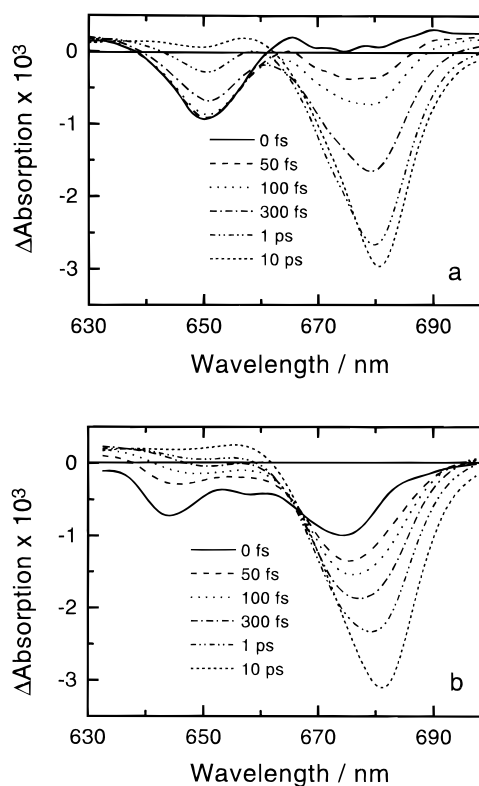 0
-1
-2
-3
ΔAbsorption x 10³
0 fs
50 fs
100 fs
300 fs
1 ps
10 ps
a
630 650 670 690
Wavelength / nm
0
-1
-2
-3
ΔAbsorption x 10³
0 fs
50 fs
100 fs
300 fs
1 ps
10 ps
b
630 650 670 690
Wavelength / nm